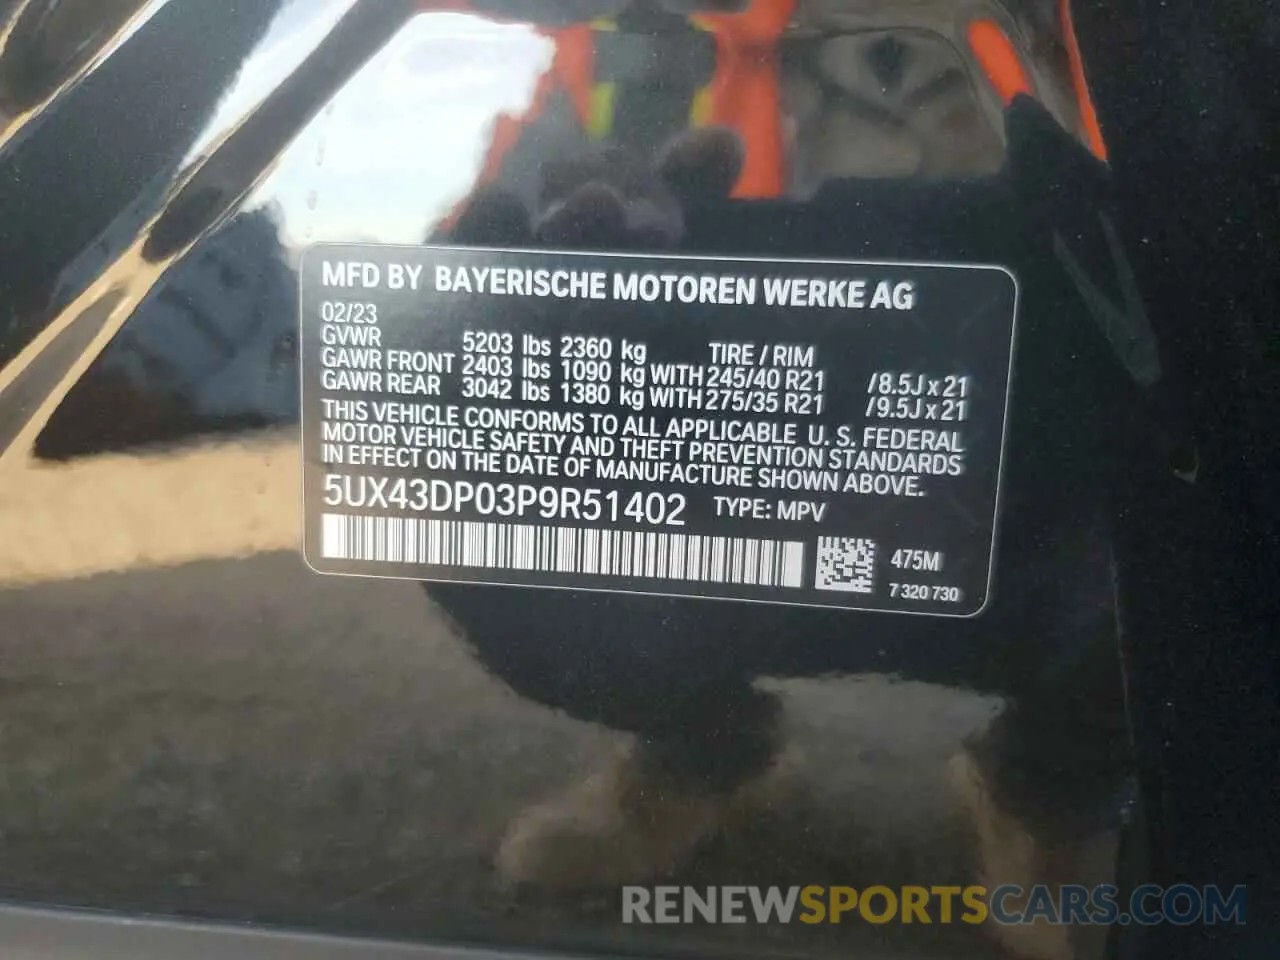 MFD BY BAYERISCHE MOTOREN WERKE AG
02/23
GVWR 5203 lbs 2360 kg TIRE / RIM
GAWR FRONT 2403 lbs 1090 kg WITH 245/40 R21 /8.5J x 21
GAWR REAR 3042 lbs 1380 kg WITH 275/35 R21 /9.5J x 21
THIS VEHICLE CONFORMS TO ALL APPLICABLE U. S. FEDERAL
MOTOR VEHICLE SAFETY AND THEFT PREVENTION STANDARDS
IN EFFECT ON THE DATE OF MANUFACTURE SHOWN ABOVE.
5UX43DP03P9R51402 TYPE: MPV
475M
7 320 730
RENEWSPORTSCARS.COM